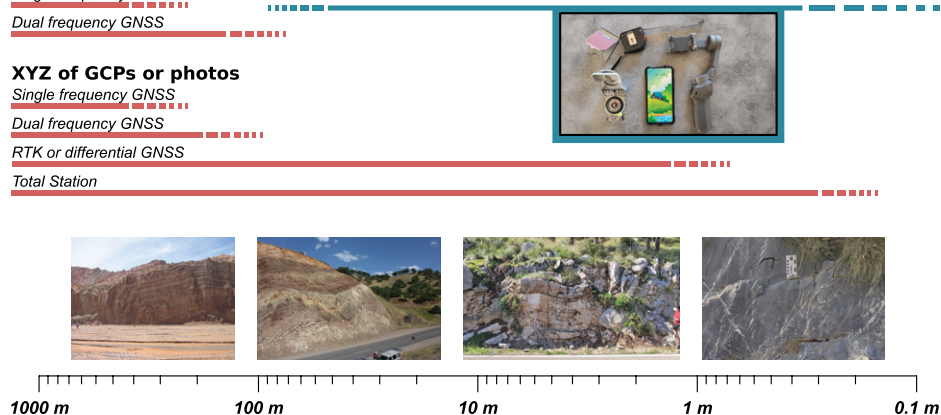 Dual frequency GNSS
XYZ of GCPs or photos
Single frequency GNSS
Dual frequency GNSS
RTK or differential GNSS
Total Station
1000 m 100 m 10 m 1 m 0.1 m